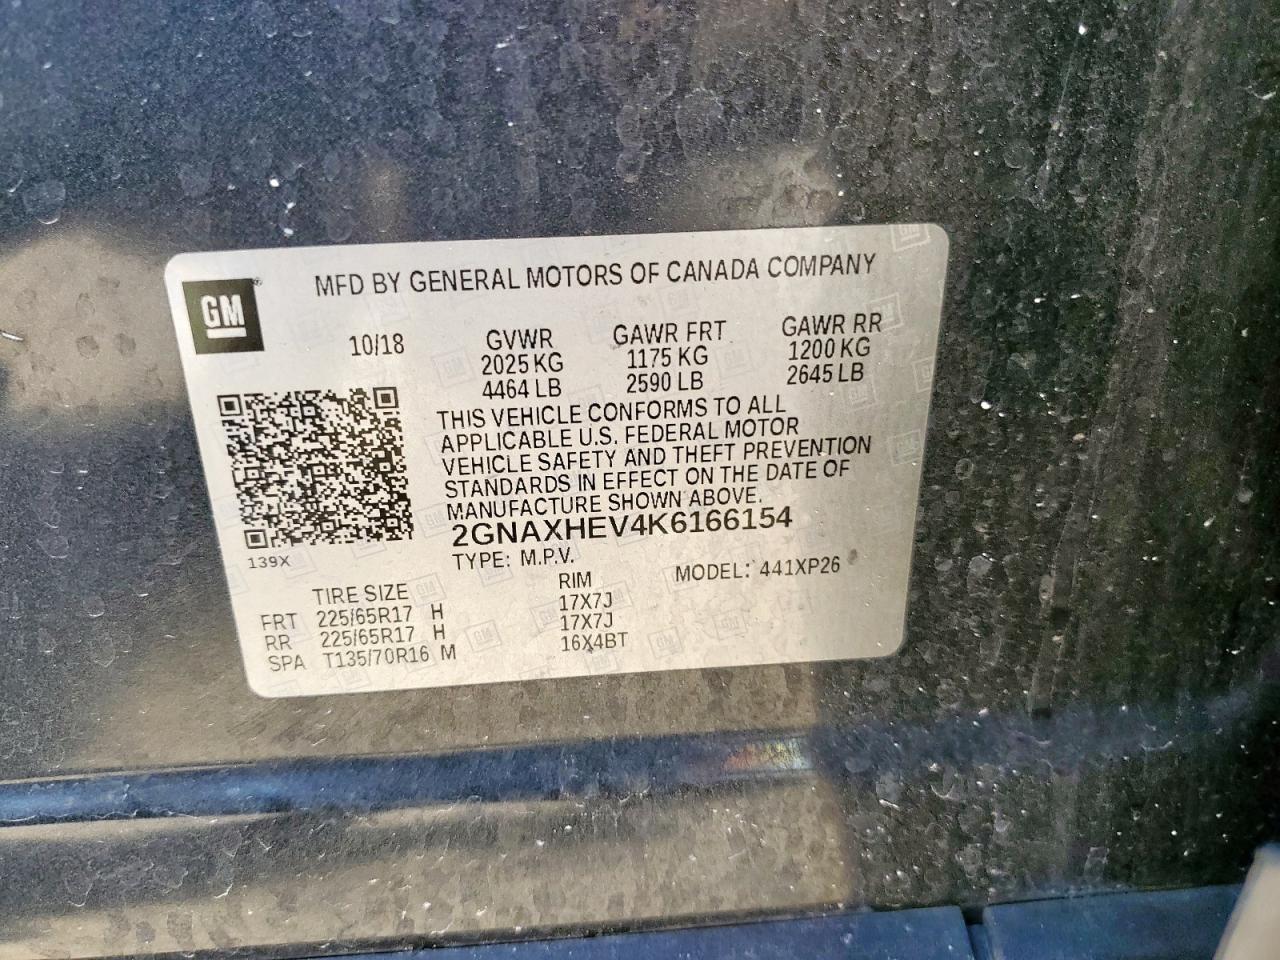 GM
MFD BY GENERAL MOTORS OF CANADA COMPANY
10/18 GVWR GAWR FRT GAWR RR
2025 KG 1175 KG 1200 KG
4464 LB 2590 LB 2645 LB
THIS VEHICLE CONFORMS TO ALL
APPLICABLE U.S. FEDERAL MOTOR
VEHICLE SAFETY AND THEFT PREVENTION
STANDARDS IN EFFECT ON THE DATE OF
MANUFACTURE SHOWN ABOVE.
2GNAXHEV4K6166154
139X
TYPE: M.P.V. MODEL: 441XP26
TIRE SIZE RIM
FRT 225/65R17 H 17X7J
RR 225/65R17 H 17X7J
SPA T135/70R16 M 16X4BT